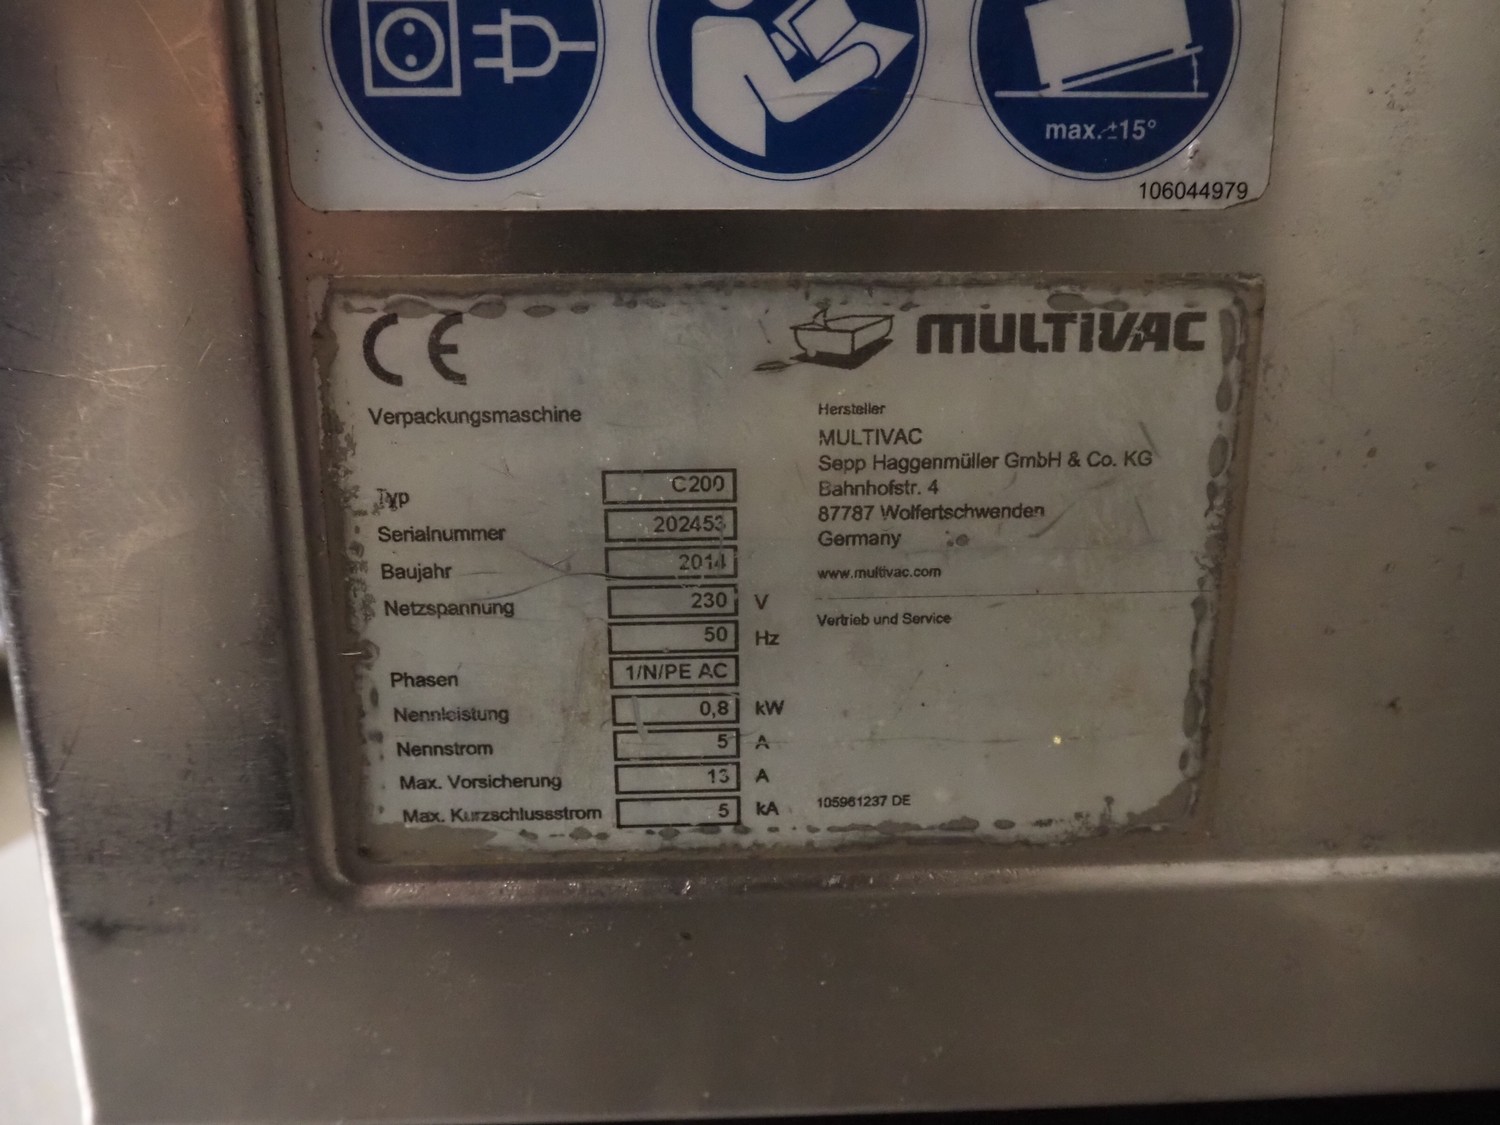 max. ±15°
106044979
CE
MULTIVAC
Verpackungsmaschine
Typ C200
Serialnummer 202453
Baujahr 2014
Netzspannung 230 V
50 Hz
Phasen 1/N/PE AC
Nennleistung 0,8 kW
Nennstrom 5 A
Max. Vorsicherung 13 A
Max. Kurzschlussstrom 5 kA
Hersteller
MULTIVAC
Sepp Haggenmüller GmbH & Co. KG
Bahnhofstr. 4
87787 Wolfertschwenden
Germany
www.multivac.com
Vertrieb und Service
105961237 DE